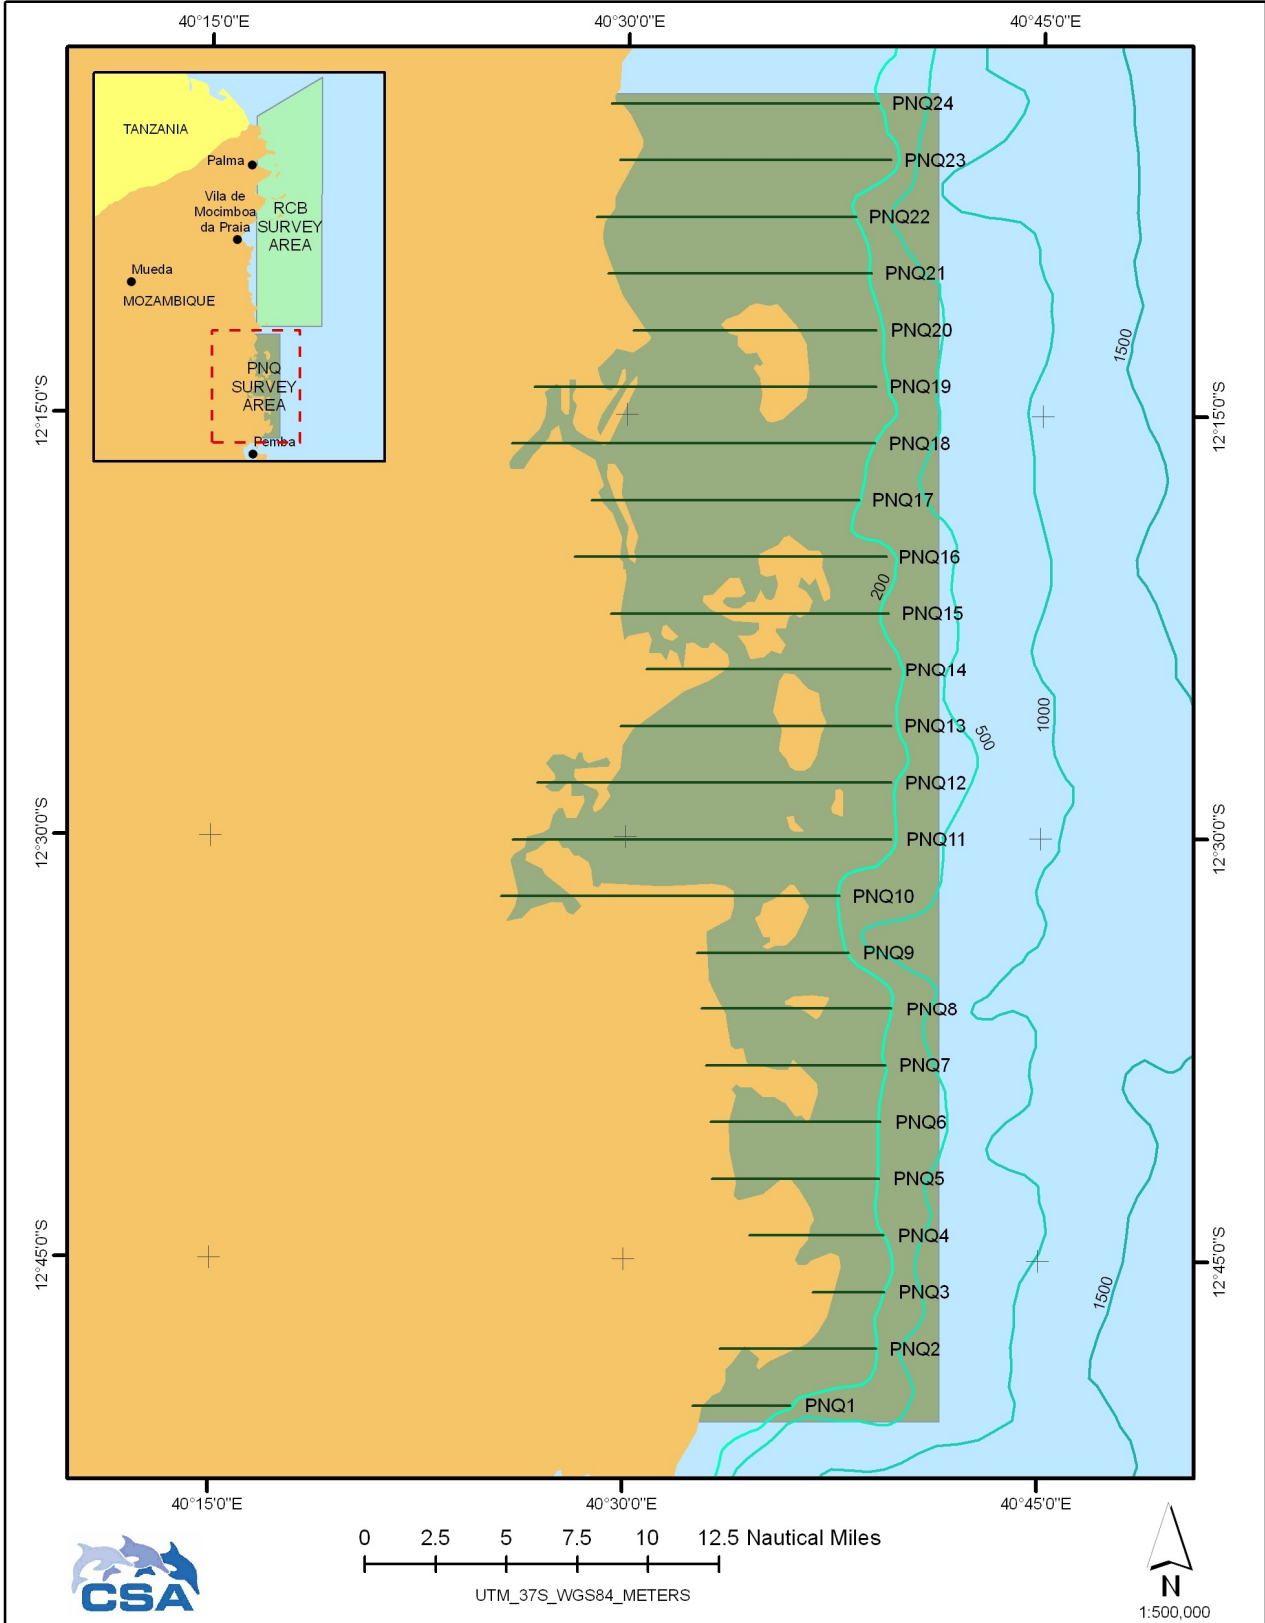 40°15'0"E
40°30'0"E
40°45'0"E
TANZANIA
Palma
Vila de
Mocimboa
da Praia
RCB
SURVEY
AREA
Mueda
MOZAMBIQUE
PNQ
SURVEY
AREA
Pemba
PNQ24
PNQ23
PNQ22
PNQ21
PNQ20
1500
PNQ19
12°15'0"S
12°15'0"S
PNQ18
PNQ17
PNQ16
200
PNQ15
PNQ14
1000
PNQ13
500
PNQ12
12°30'0"S
12°30'0"S
PNQ11
PNQ10
PNQ9
PNQ8
PNQ7
PNQ6
PNQ5
PNQ4
12°45'0"S
12°45'0"S
PNQ3
1500
PNQ2
PNQ1
40°15'0"E
40°30'0"E
40°45'0"E
0 2.5 5 7.5 10 12.5 Nautical Miles
UTM_37S_WGS84_METERS
CSA
N
1:500,000